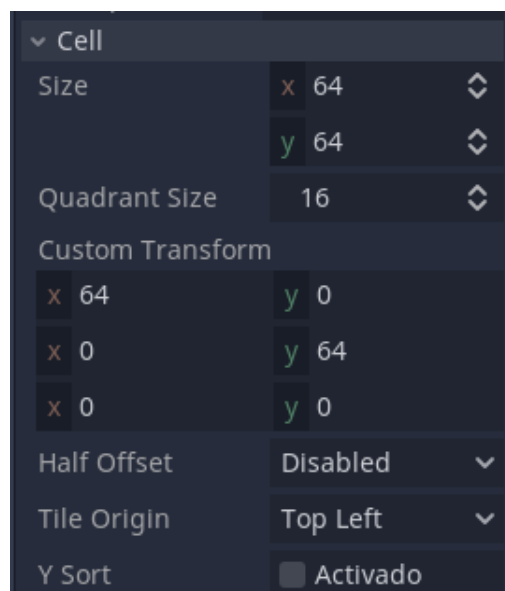 Cell
Size x 64
y 64
Quadrant Size 16
Custom Transform
x 64 y 0
x 0 y 64
x 0 y 0
Half Offset Disabled
Tile Origin Top Left
Y Sort Activado